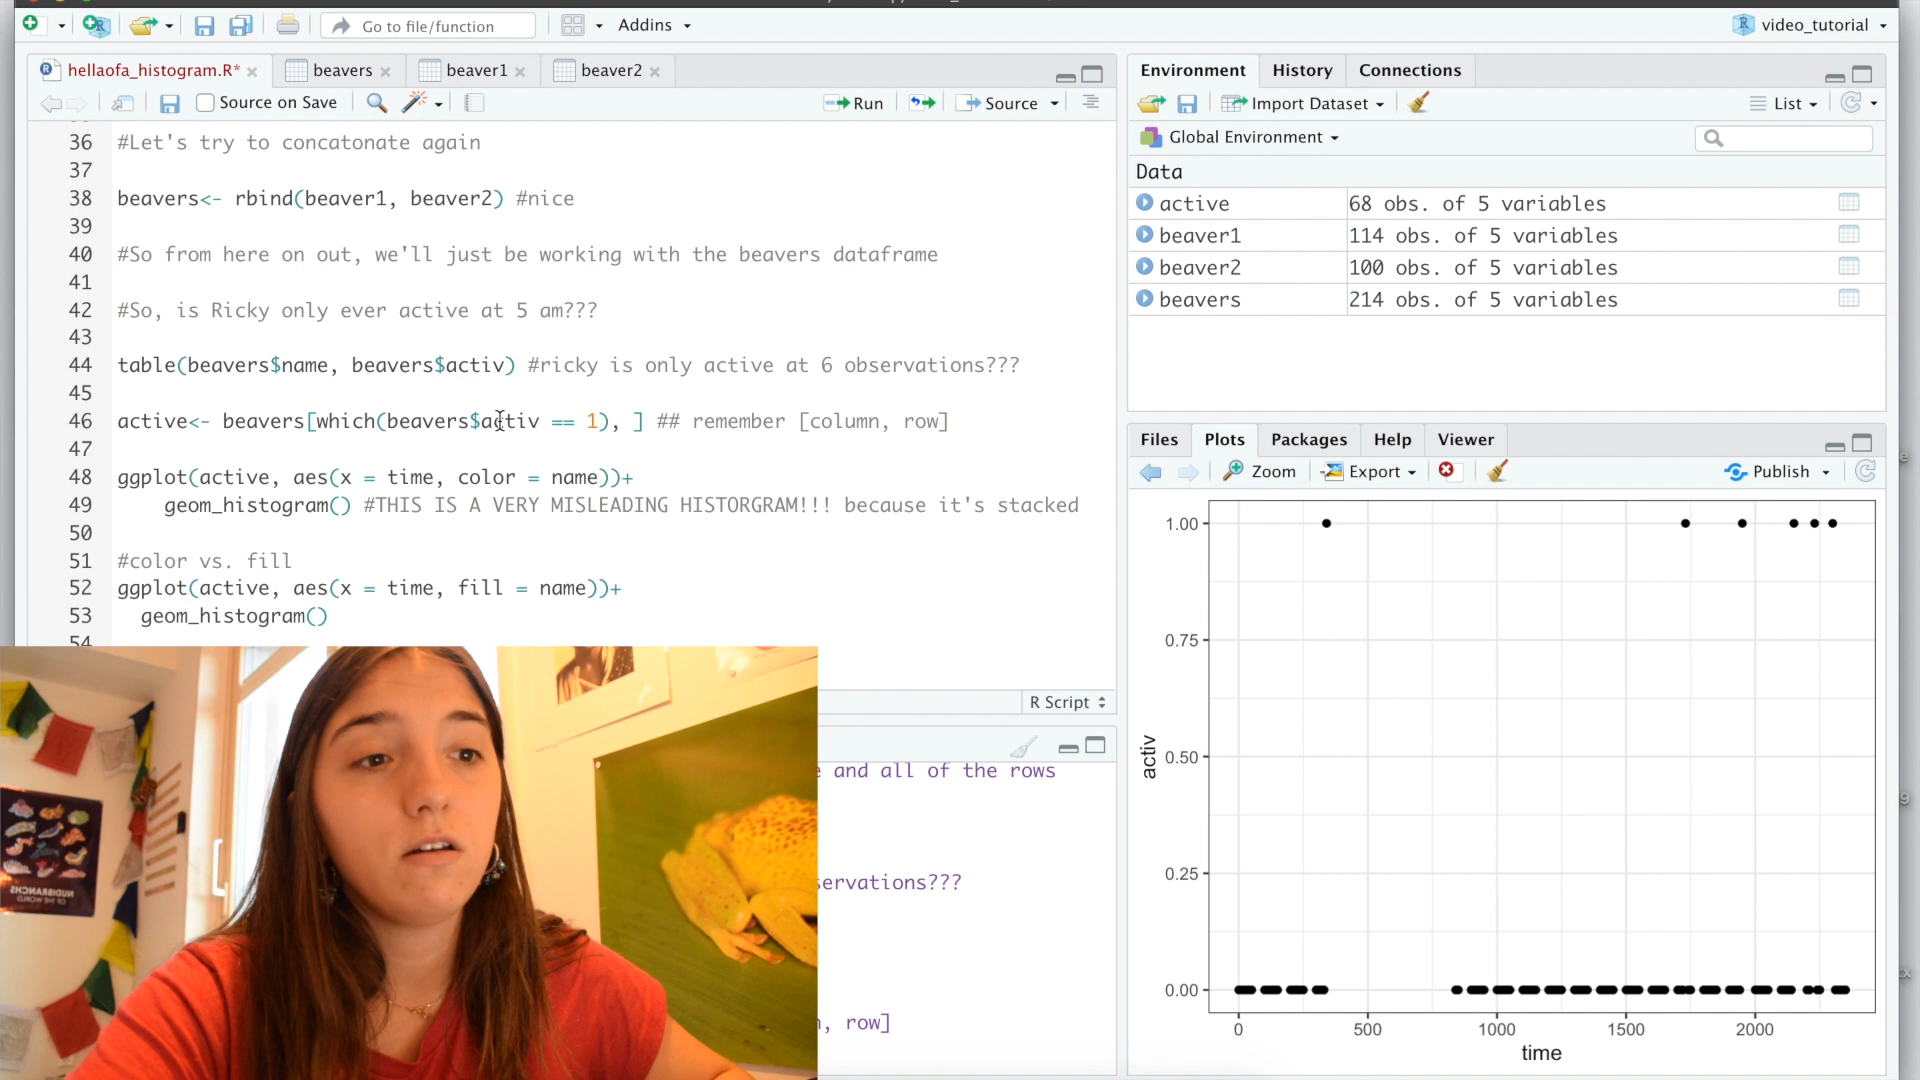 Go to file/function
Addins
video_tutorial
hellaofa_histogram.R*
beavers
beaver1
beaver2
Source on Save
Run
Source
36 #Let's try to concatonate again
37
38 beavers<- rbind(beaver1, beaver2) #nice
39
40 #So from here on out, we'll just be working with the beavers dataframe
41
42 #So, is Ricky only ever active at 5 am???
43
44 table(beavers$name, beavers$activ) #ricky is only active at 6 observations???
45
46 active<- beavers[which(beavers$activ == 1), ] ## remember [column, row]
47
48 ggplot(active, aes(x = time, color = name))+
49 geom_histogram() #THIS IS A VERY MISLEADING HISTORGRAM!!! because it's stacked
50
51 #color vs. fill
52 ggplot(active, aes(x = time, fill = name))+
53 geom_histogram()
54
R Script
and all of the rows
servations???
, row]
NUDIBRANCHS
OF THE WORLD
Environment
History
Connections
Import Dataset
List
Global Environment
Data
active 68 obs. of 5 variables
beaver1 114 obs. of 5 variables
beaver2 100 obs. of 5 variables
beavers 214 obs. of 5 variables
Files
Plots
Packages
Help
Viewer
Zoom
Export
Publish
1.00
0.75
0.50
0.25
0.00
activ
0 500 1000 1500 2000
time